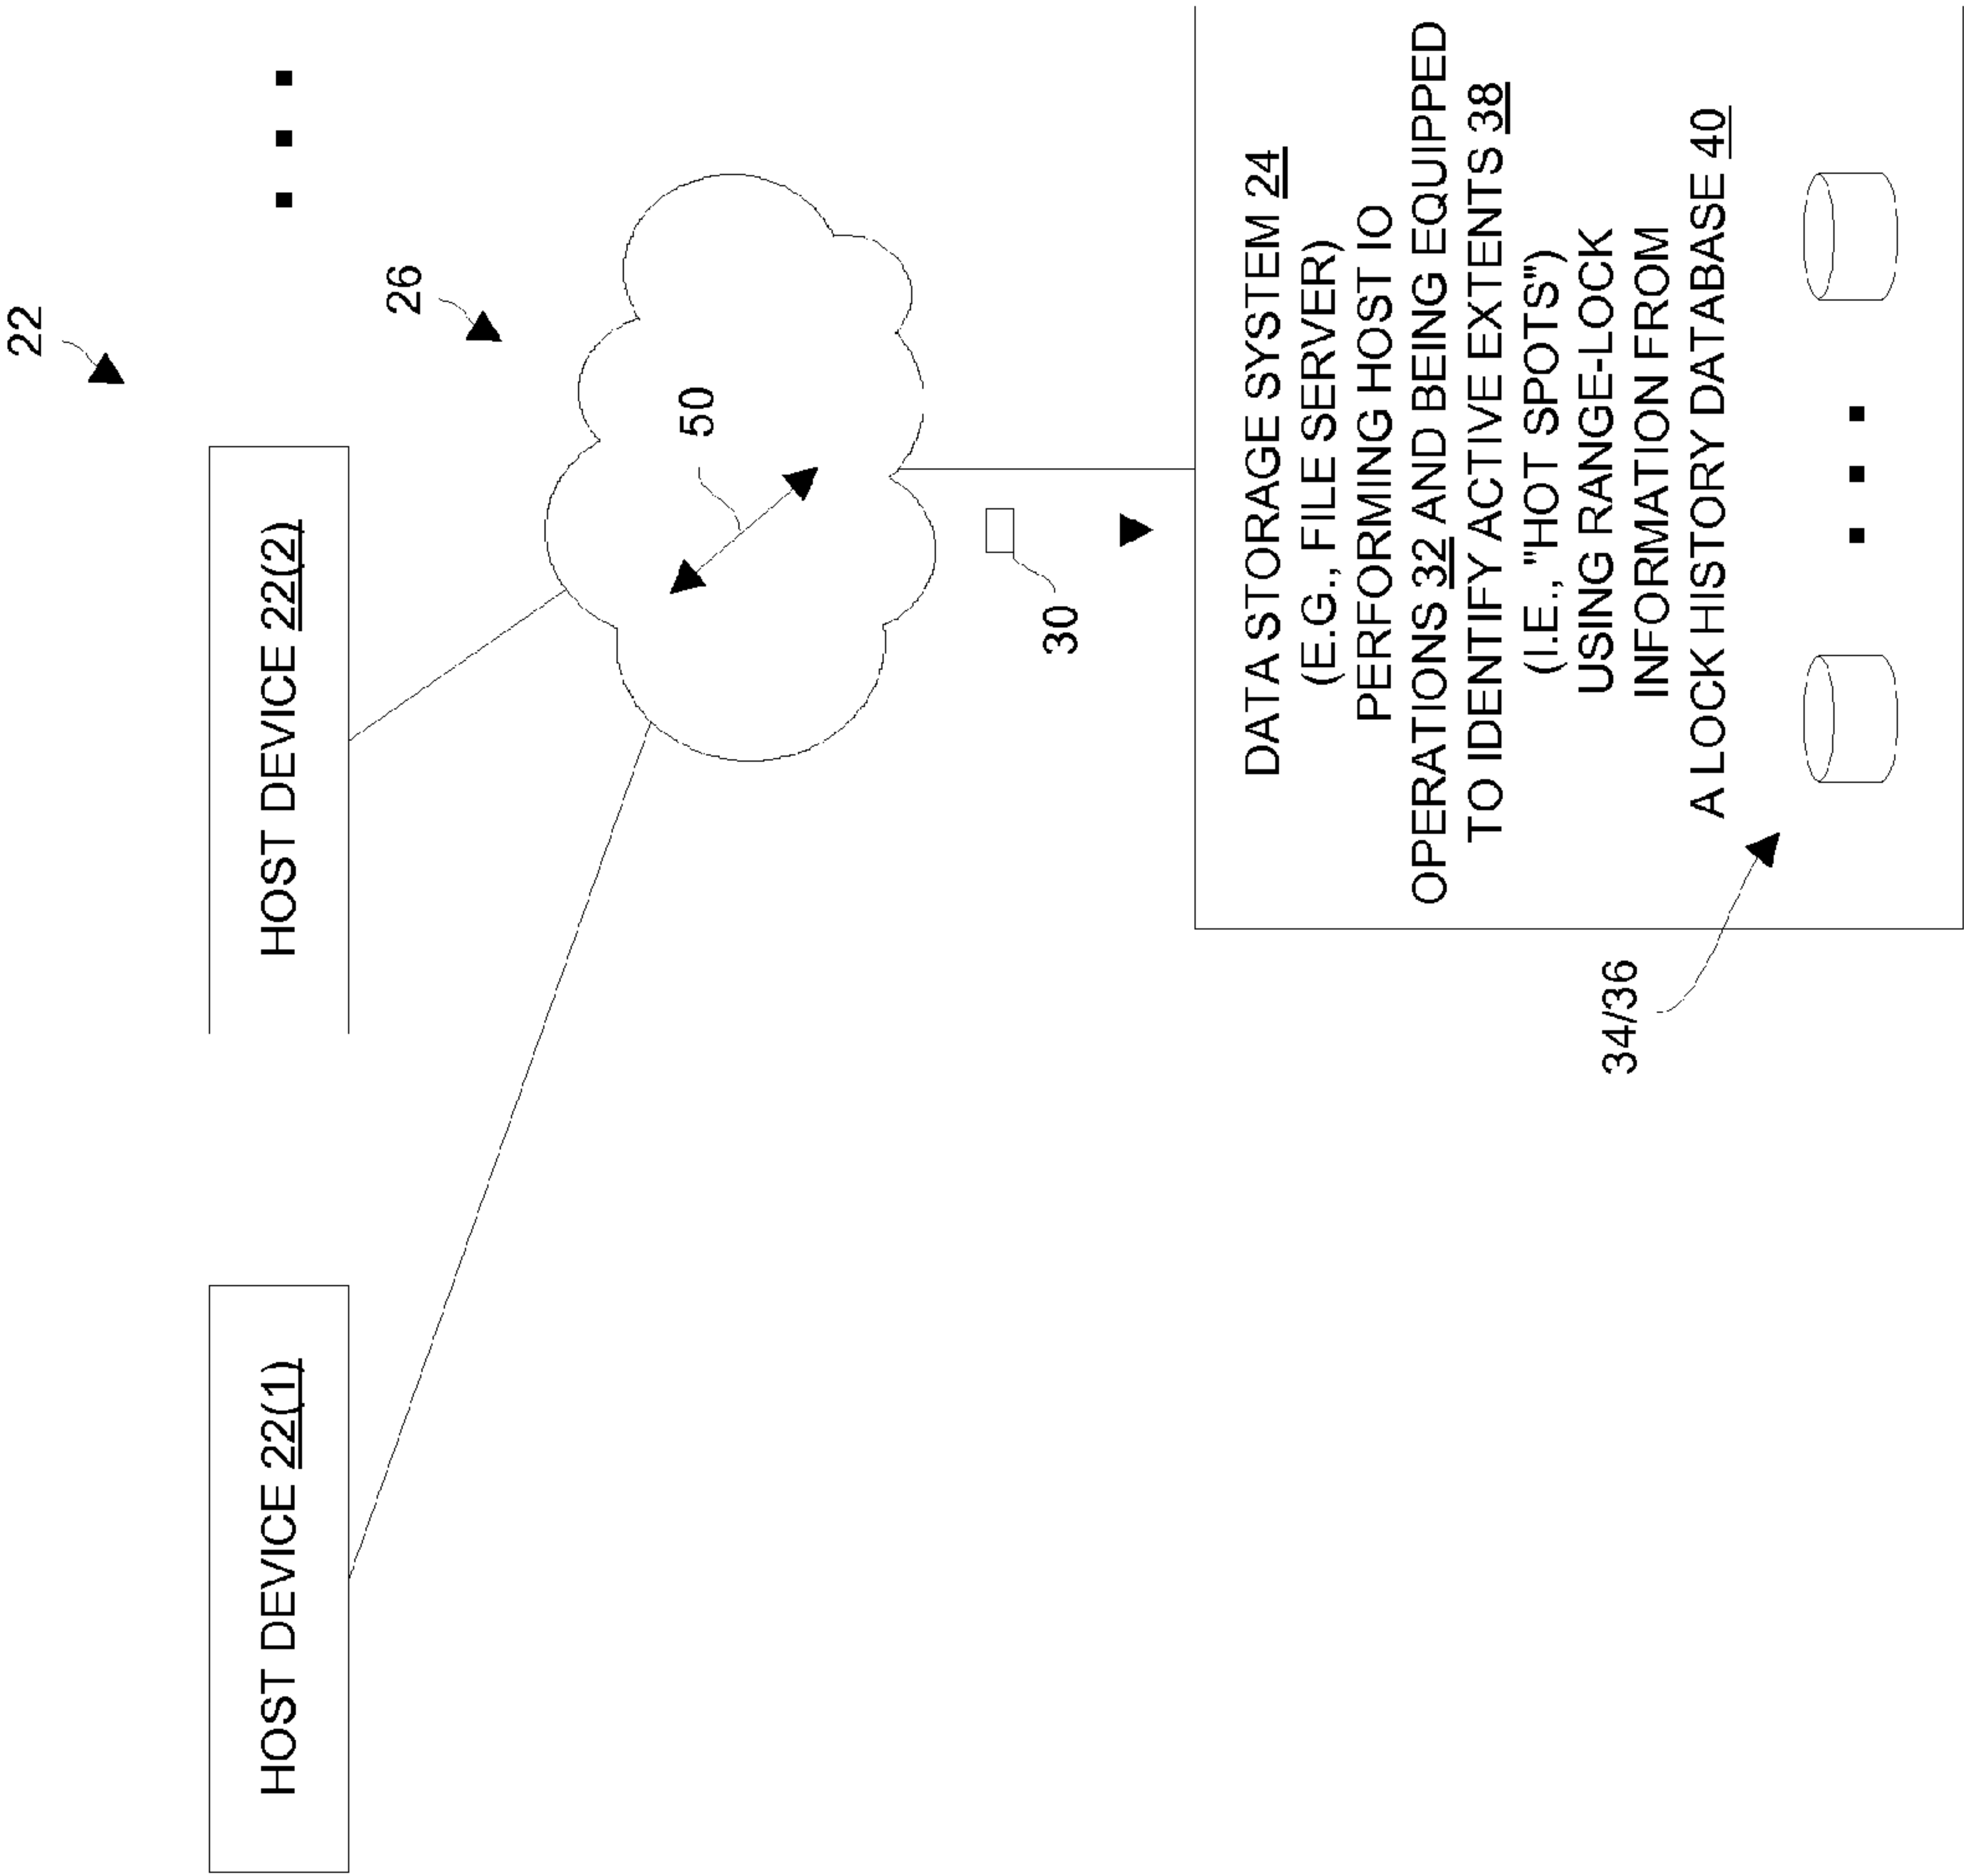 22
HOST DEVICE 22(1)
HOST DEVICE 22(2)
26
50
30
DATA STORAGE SYSTEM 24
(E.G., FILE SERVER)
PERFORMING HOST IO
OPERATIONS 32 AND BEING EQUIPPED
TO IDENTIFY ACTIVE EXTENTS 38
(I.E., "HOT SPOTS")
USING RANGE-LOCK
INFORMATION FROM
A LOCK HISTORY DATABASE 40
34/36